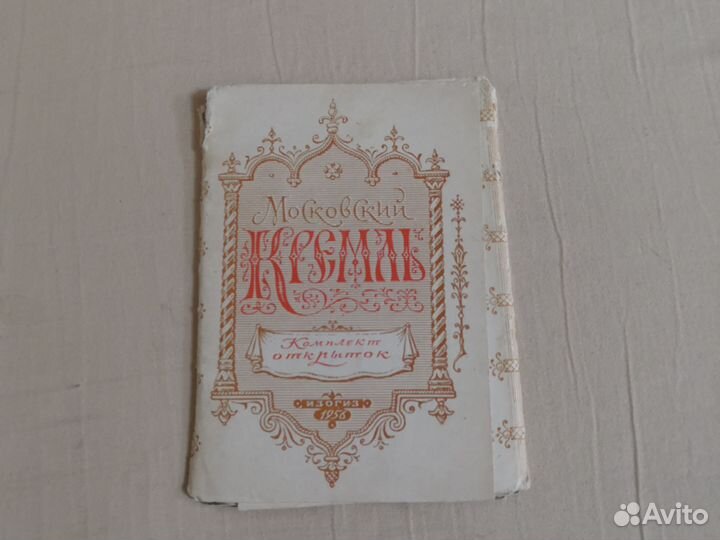 Московский
Кремль
Комплект
открыток
ИЗОГИЗ
1956
Avito